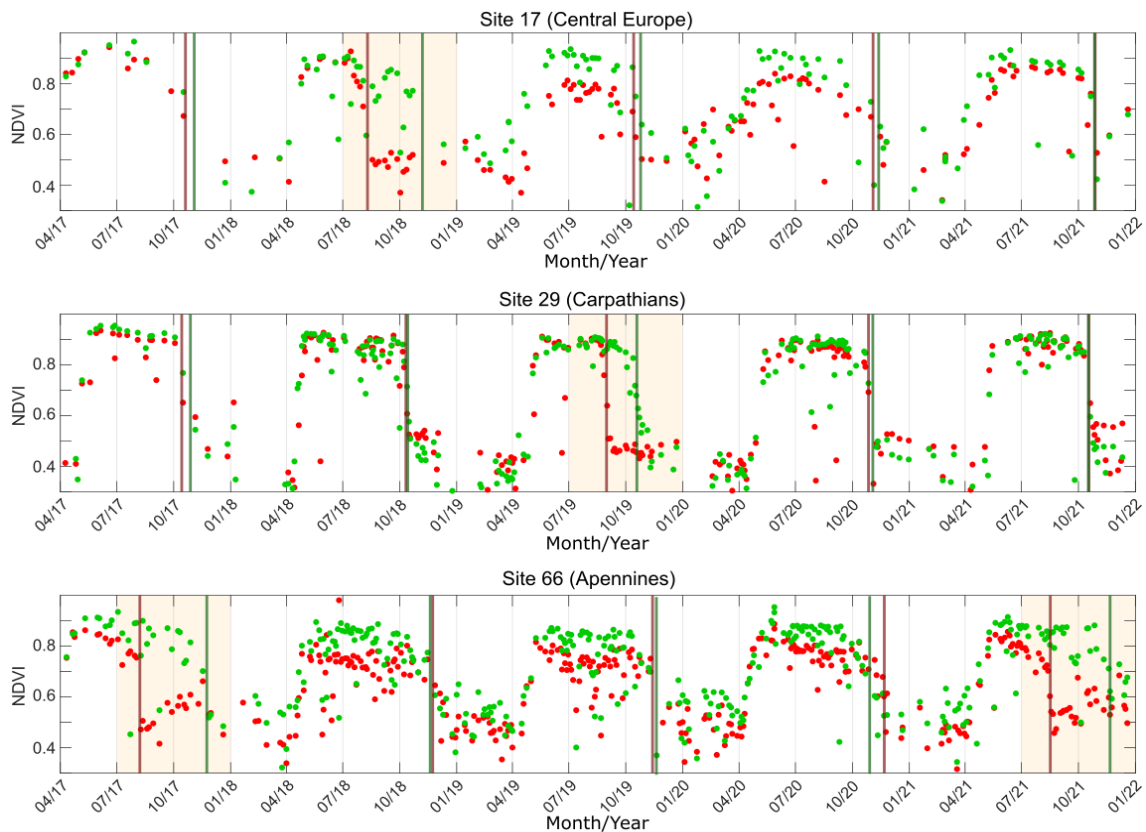 Site 17 (Central Europe)
NDVI
0.8
0.6
0.4
04/17 07/17 10/17 01/18 04/18 07/18 10/18 01/19 04/19 07/19 10/19 01/20 04/20 07/20 10/20 01/21 04/21 07/21 10/21 01/22
Month/Year
Site 29 (Carpathians)
NDVI
0.8
0.6
0.4
04/17 07/17 10/17 01/18 04/18 07/18 10/18 01/19 04/19 07/19 10/19 01/20 04/20 07/20 10/20 01/21 04/21 07/21 10/21 01/22
Month/Year
Site 66 (Apennines)
NDVI
0.8
0.6
0.4
04/17 07/17 10/17 01/18 04/18 07/18 10/18 01/19 04/19 07/19 10/19 01/20 04/20 07/20 10/20 01/21 04/21 07/21 10/21 01/22
Month/Year